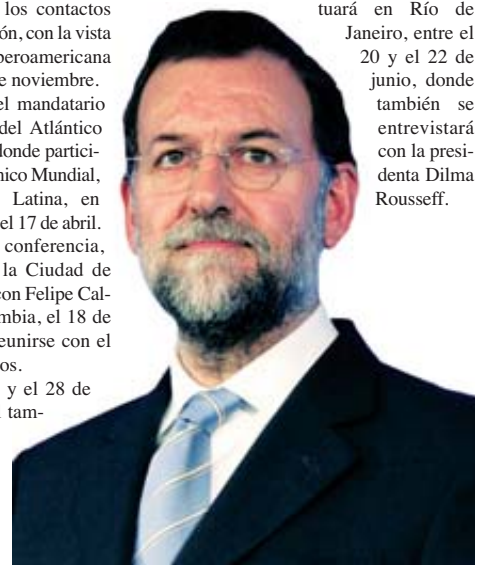 los contactos
ón, con la vista
beroamericana
e noviembre.
el mandatario
del Atlántico
donde partici-
nico Mundial,
Latina, en
el 17 de abril.
conferencia,
la Ciudad de
con Felipe Cal-
mbia, el 18 de
eunirse con el
os.
y el 28 de
tam-
tuará en Río de
Janeiro, entre el
20 y el 22 de
junio, donde
también se
entrevistará
con la presi-
denta Dilma
Rousseff.